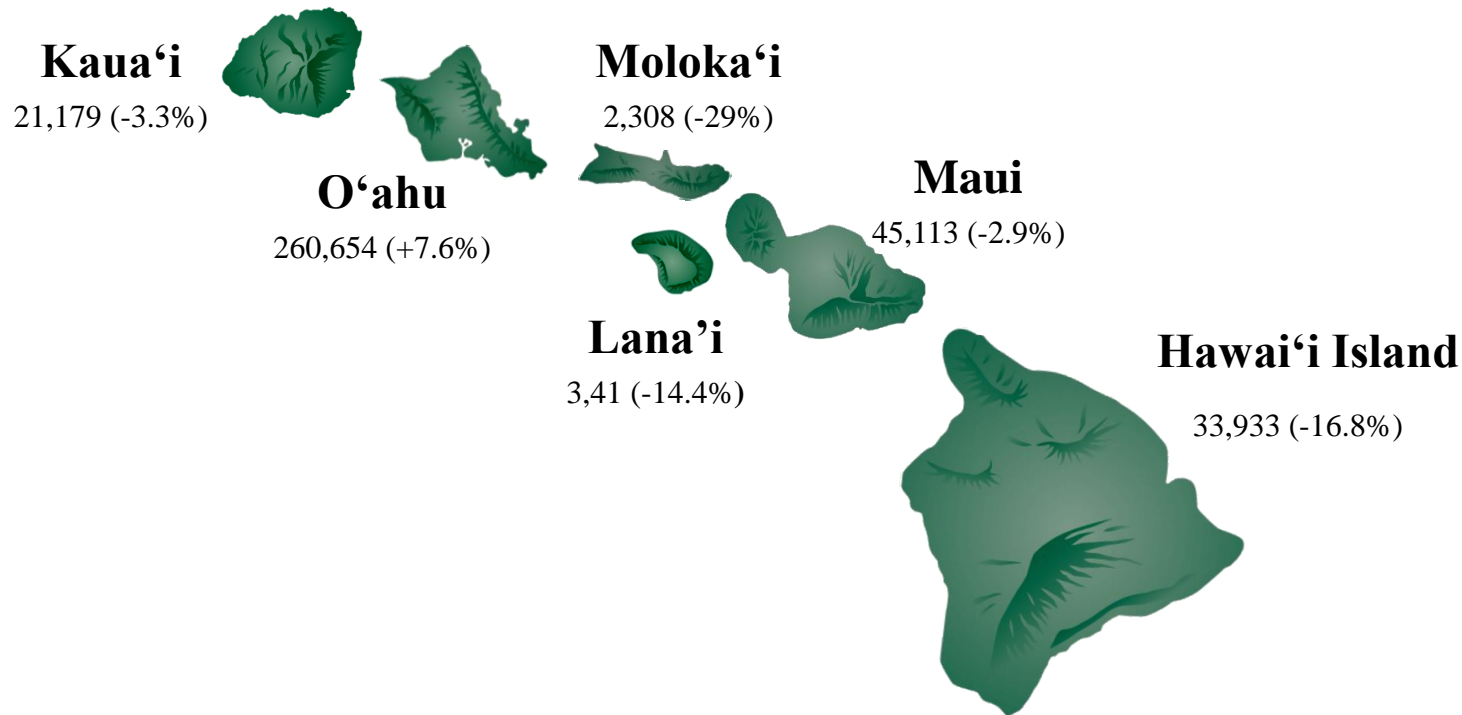 Kaua‘i
21,179 (-3.3%)
O‘ahu
260,654 (+7.6%)
Moloka‘i
2,308 (-29%)
Maui
45,113 (-2.9%)
Lana’i
3,41 (-14.4%)
Hawai‘i Island
33,933 (-16.8%)